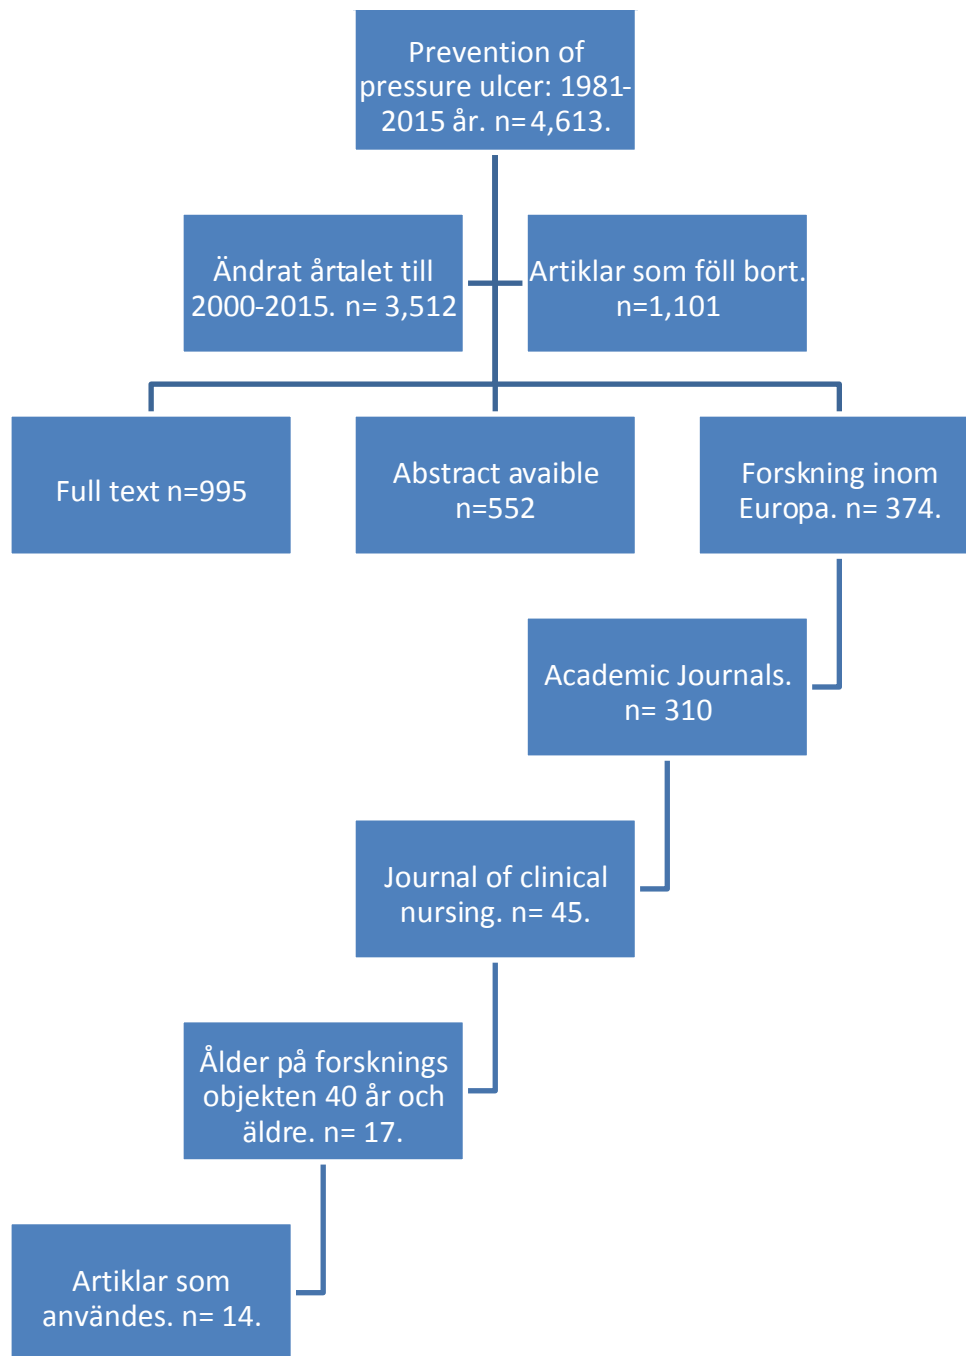 Prevention of
pressure ulcer: 1981-
2015 år. n= 4,613.
Ändrat årtalet till
2000-2015. n= 3,512
Artiklar som föll bort.
n=1,101
Full text n=995
Abstract avaible
n=552
Forskning inom
Europa. n= 374.
Academic Journals.
n= 310
Journal of clinical
nursing. n= 45.
Ålder på forsknings
objekten 40 år och
äldre. n= 17.
Artiklar som
användes. n= 14.